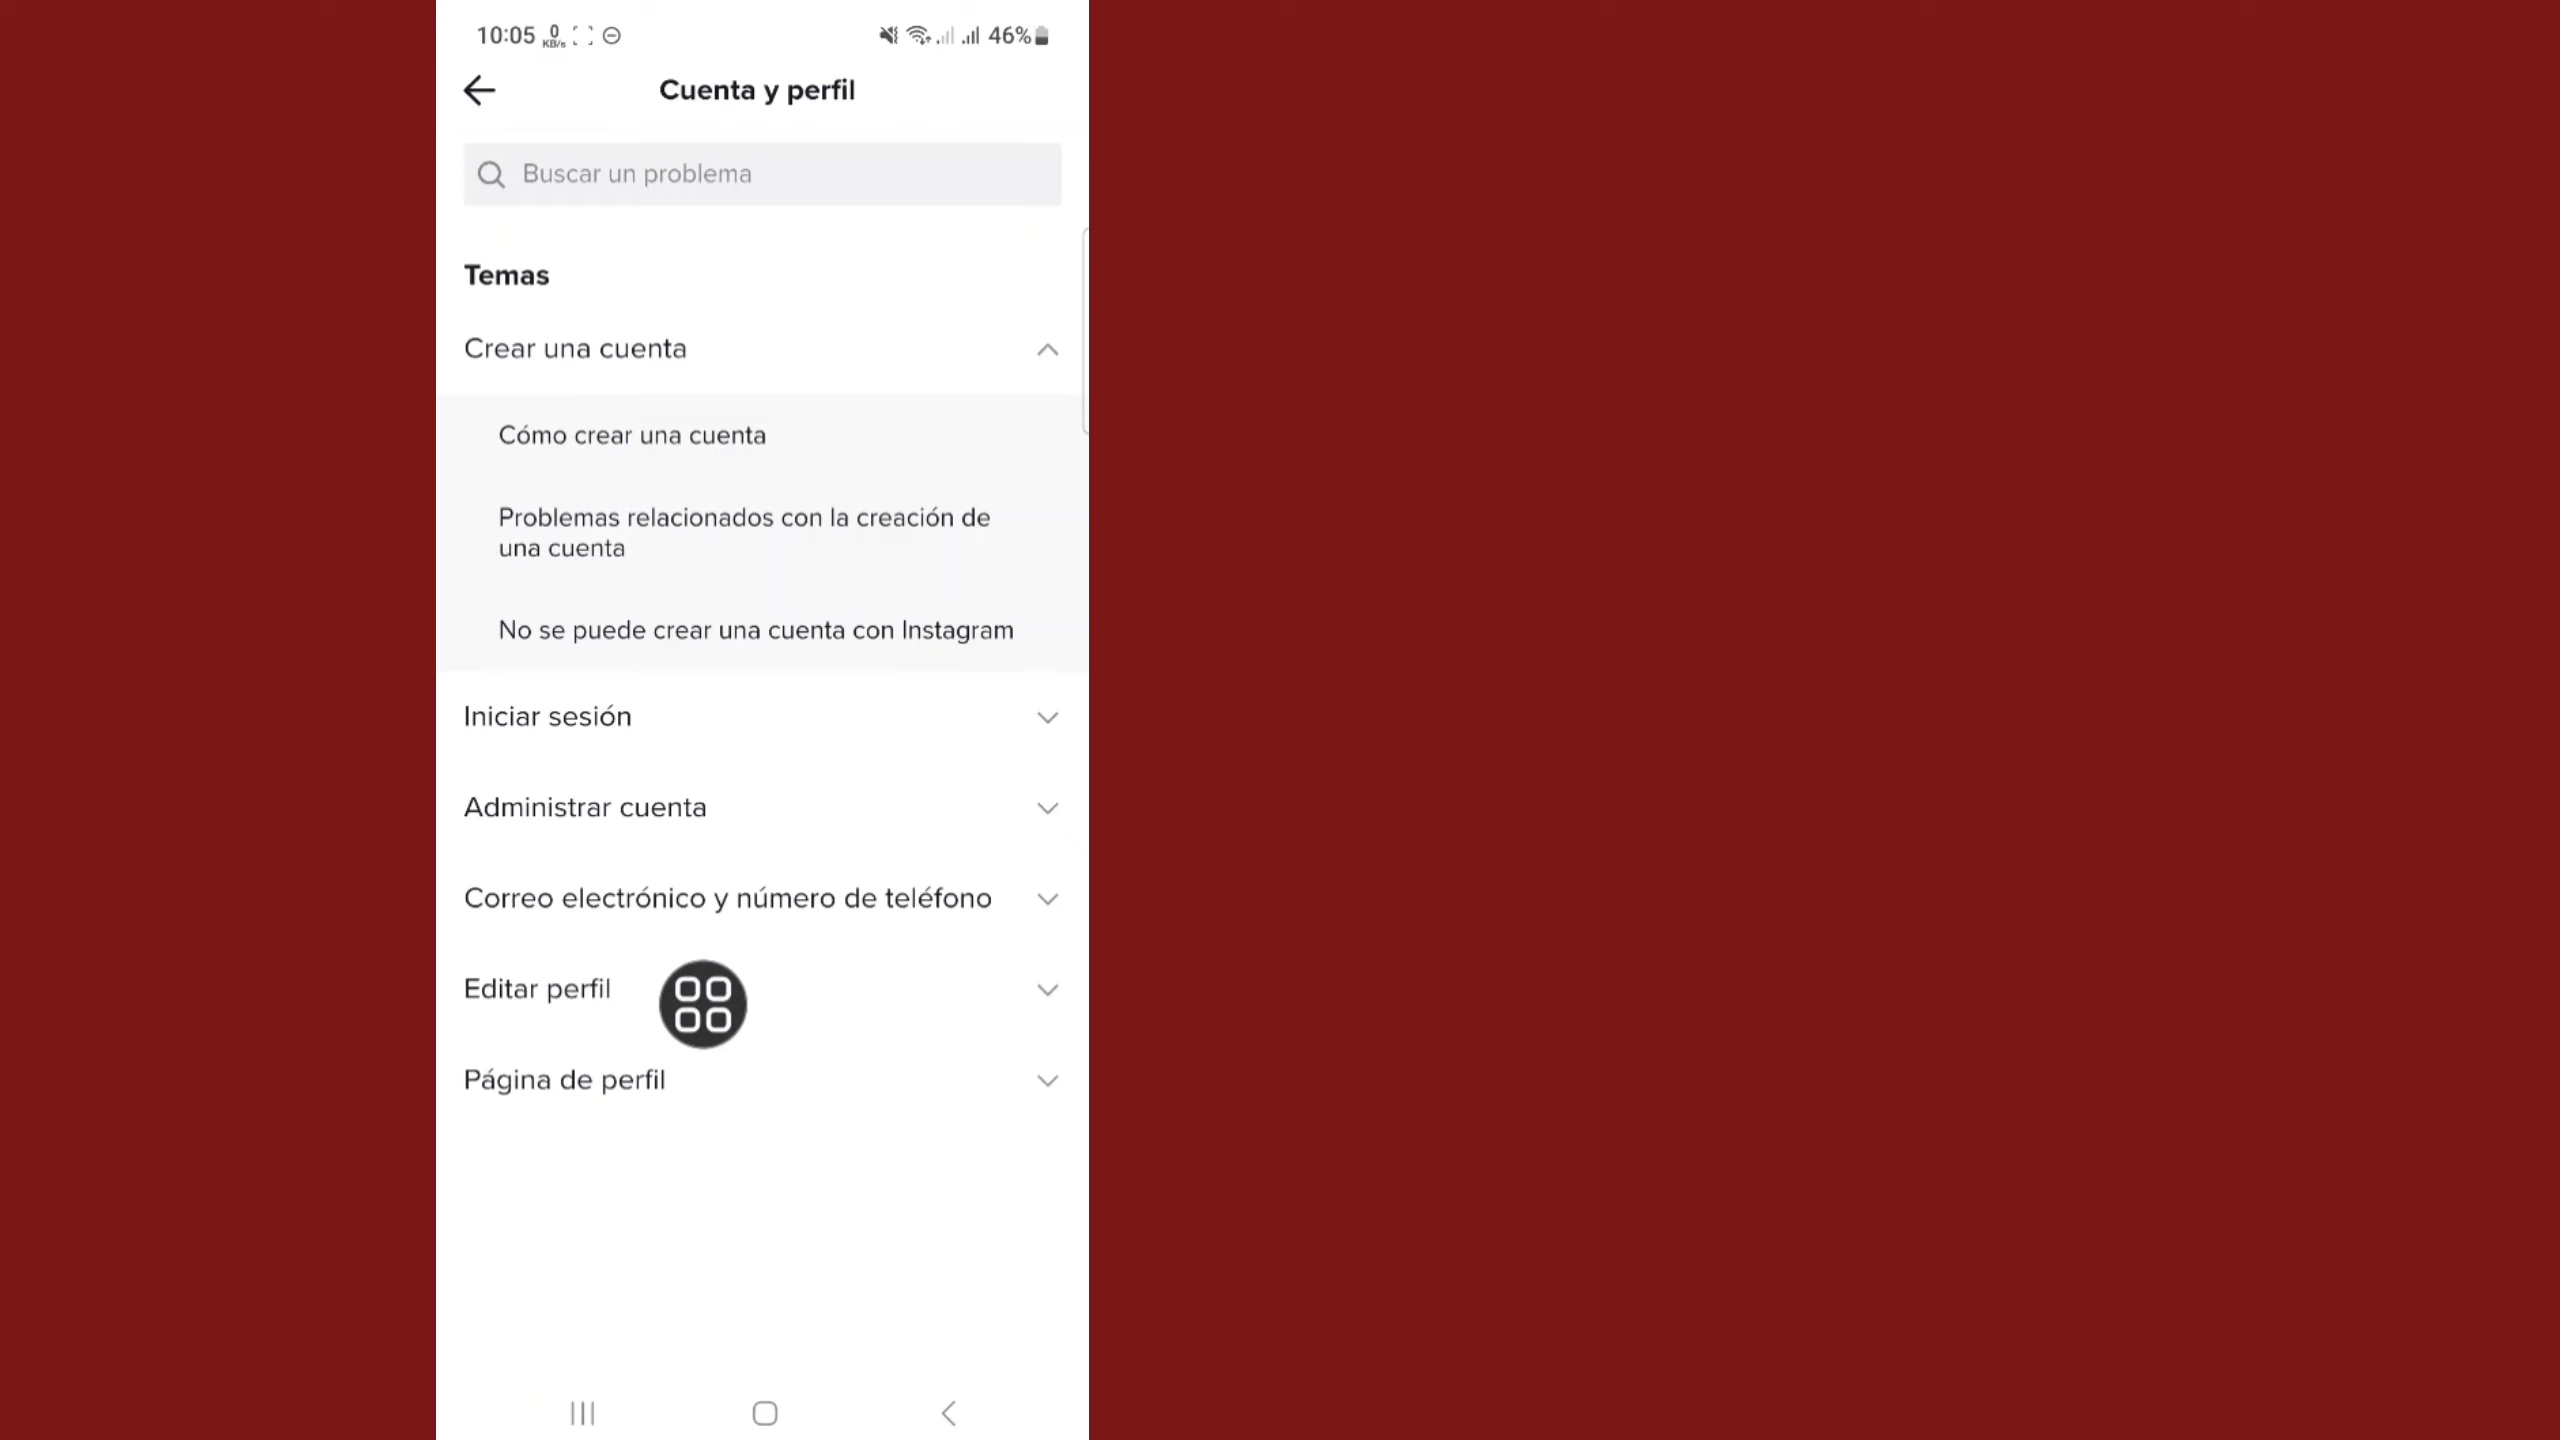 10:05 0 KB/s 46%
Cuenta y perfil
Buscar un problema
Temas
Crear una cuenta
Cómo crear una cuenta
Problemas relacionados con la creación de
una cuenta
No se puede crear una cuenta con Instagram
Iniciar sesión
Administrar cuenta
Correo electrónico y número de teléfono
Editar perfil
Página de perfil